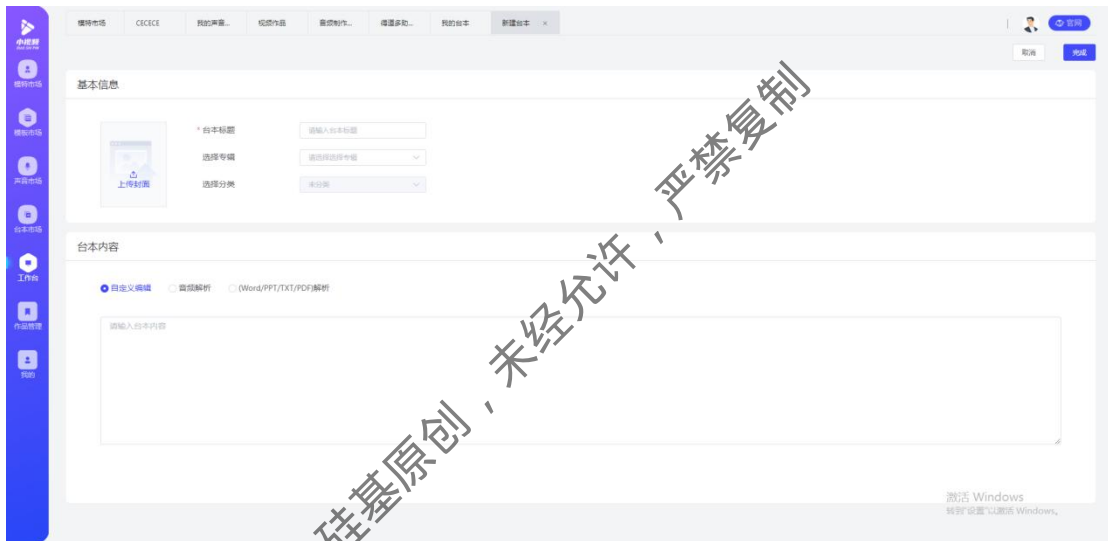 模特市场 CECECE 我的声音... 视频作品 音频制作... 得道多助... 我的台本 新建台本 ×
官网
取消 完成
小佗帮
模特市场
模板市场
声音市场
台本市场
工作台
作品管理
我的
基本信息
上传封面
* 台本标题 请输入台本标题
选择专辑 请选择选择专辑
选择分类 未分类
台本内容
自定义编辑 音频解析 (Word/PPT/TXT/PDF)解析
请输入台本内容
硅基原创，未经允许，严禁复制
激活 Windows
转到"设置"以激活 Windows。